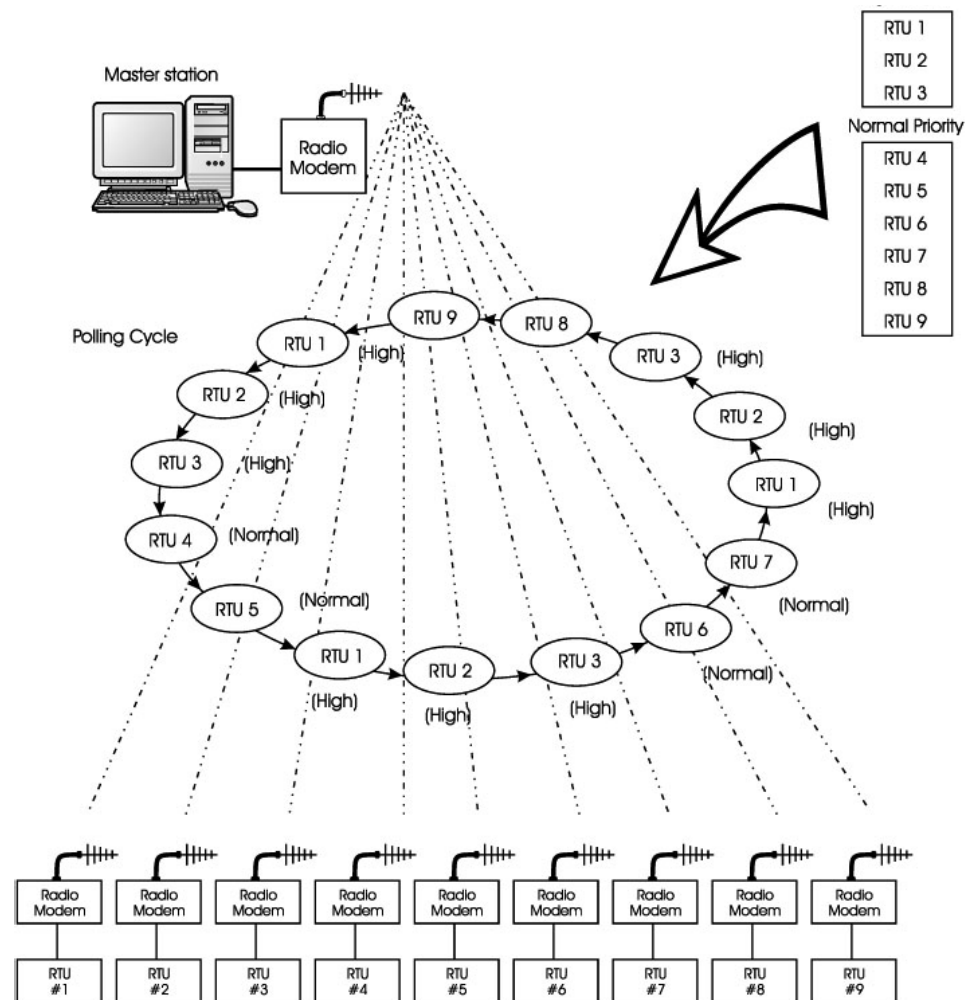 RTU 1
RTU 2
RTU 3
Normal Priority
RTU 4
RTU 5
RTU 6
RTU 7
RTU 8
RTU 9
Master station
Radio
Modem
Polling Cycle
RTU 1
(High)
RTU 2
(High)
RTU 3
(High)
RTU 4
(Normal)
RTU 5
(Normal)
RTU 1
(High)
RTU 2
(High)
RTU 3
(High)
RTU 6
(Normal)
RTU 7
(Normal)
RTU 1
(High)
RTU 2
(High)
RTU 3
(High)
RTU 8
RTU 9
Radio
Modem
Radio
Modem
Radio
Modem
Radio
Modem
Radio
Modem
Radio
Modem
Radio
Modem
Radio
Modem
Radio
Modem
RTU
#1
RTU
#2
RTU
#3
RTU
#4
RTU
#5
RTU
#6
RTU
#7
RTU
#8
RTU
#9